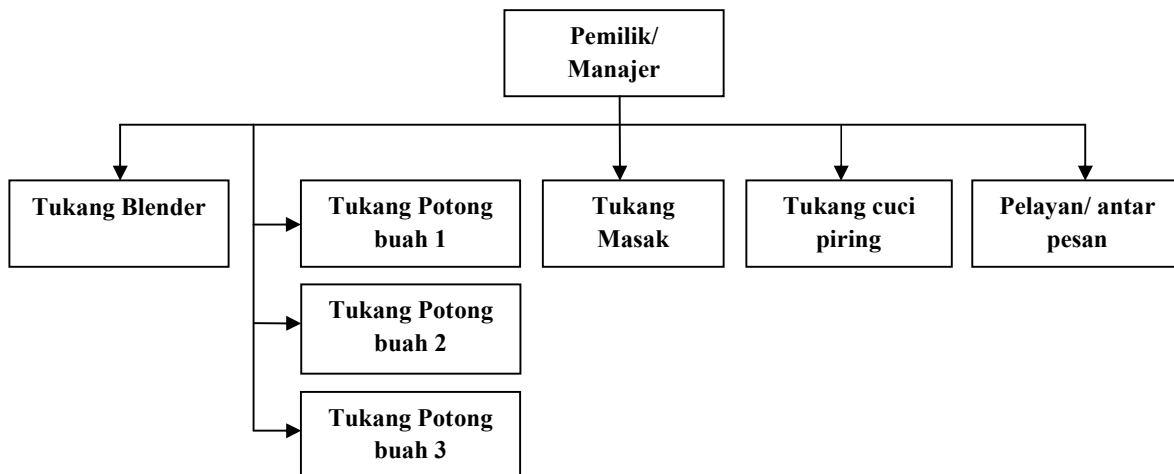 Pemilik/
Manajer
Tukang Blender
Tukang Potong
buah 1
Tukang
Masak
Tukang cuci
piring
Pelayan/ antar
pesan
Tukang Potong
buah 2
Tukang Potong
buah 3